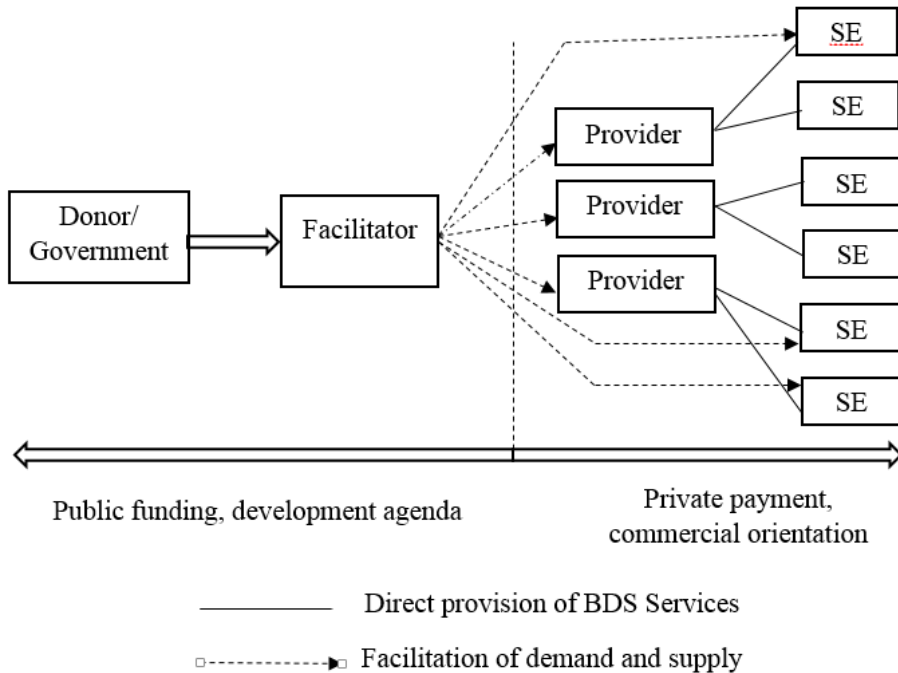 SE
SE
Provider
SE
Donor/
Government
Facilitator
Provider
SE
Provider
SE
SE
Public funding, development agenda
Private payment,
commercial orientation
Direct provision of BDS Services
Facilitation of demand and supply